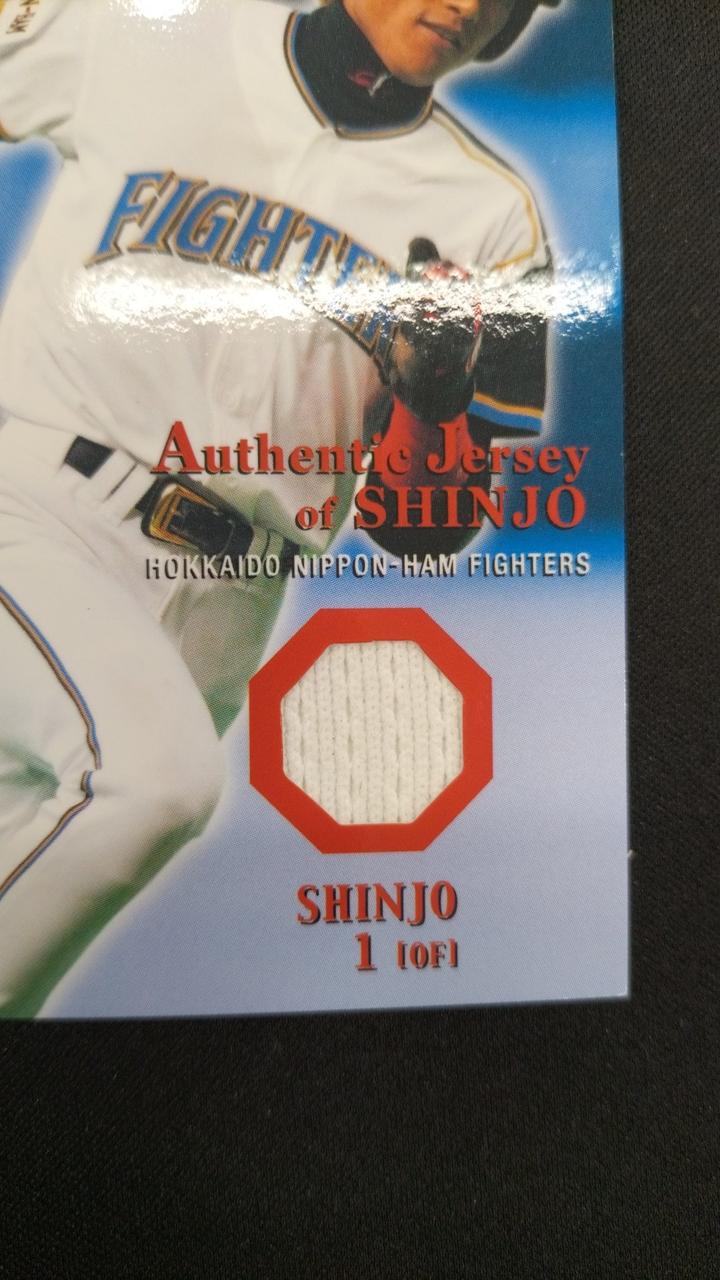 FIGHTE
Authentic Jersey
of SHINJO
HOKKAIDO NIPPON-HAM FIGHTERS
SHINJO
1 [OF]